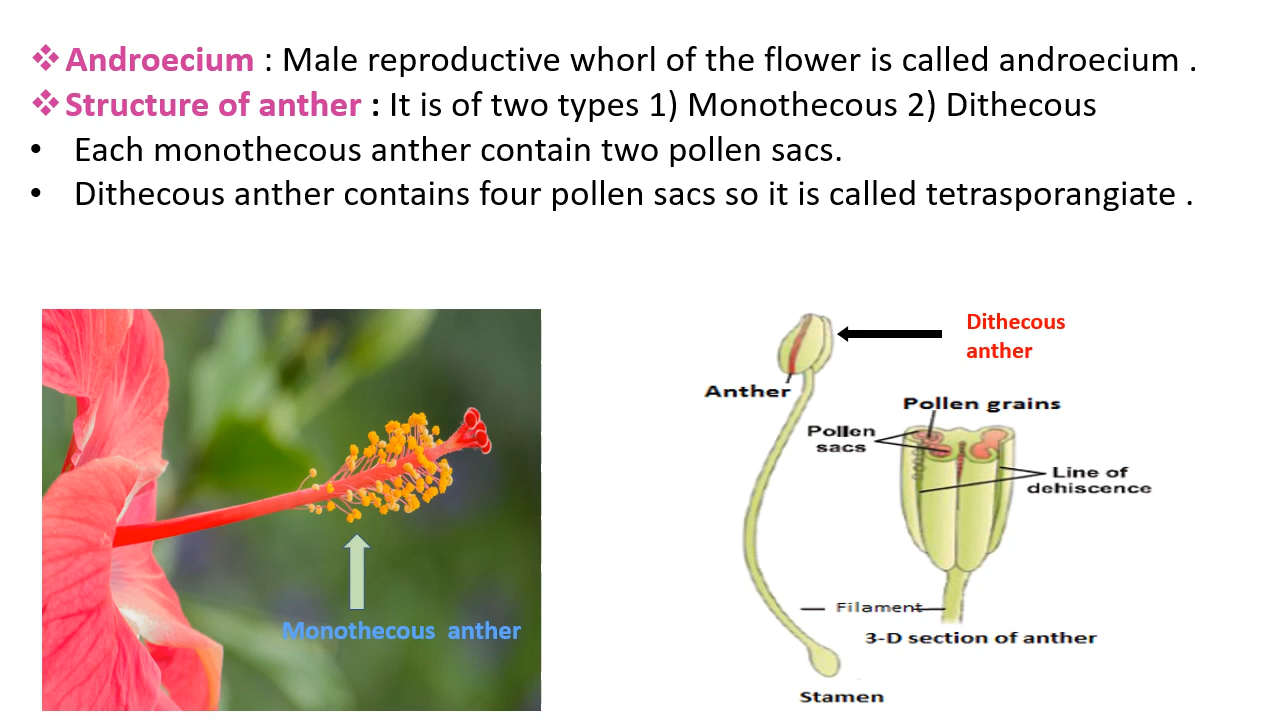 ❖ Androecium : Male reproductive whorl of the flower is called androecium .
❖ Structure of anther : It is of two types 1) Monothecous 2) Dithecous
• Each monothecous anther contain two pollen sacs.
• Dithecous anther contains four pollen sacs so it is called tetrasporangiate .
Monothecous anther
Dithecous
anther
Anther
Pollen grains
Pollen
sacs
Line of
dehiscence
Filament
3-D section of anther
Stamen